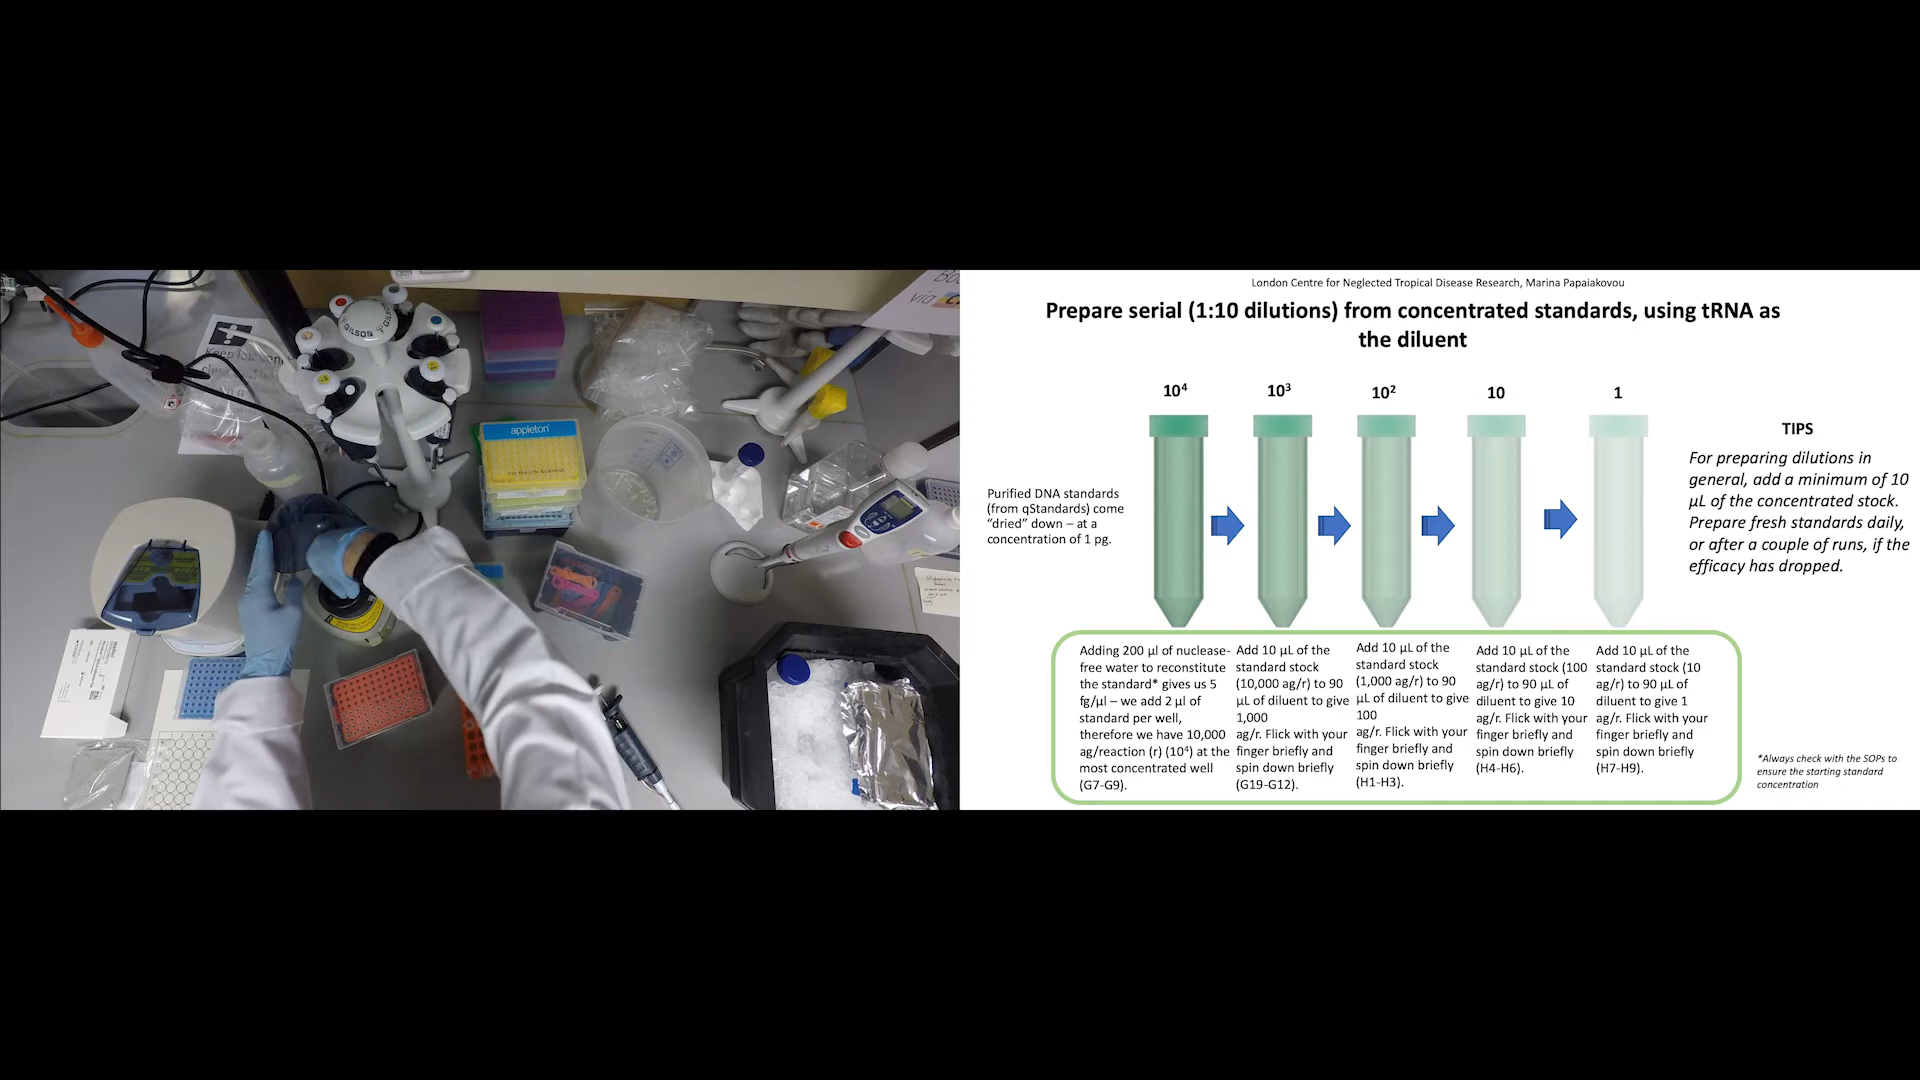 GILSON
GILSON
Keep
appleton
via
London Centre for Neglected Tropical Disease Research, Marina Papaiakovou
Prepare serial (1:10 dilutions) from concentrated standards, using tRNA as
the diluent
10⁴
10³
10²
10
1
Purified DNA standards
(from qStandards) come
“dried” down – at a
concentration of 1 pg.
TIPS
For preparing dilutions in
general, add a minimum of 10
µL of the concentrated stock.
Prepare fresh standards daily,
or after a couple of runs, if the
efficacy has dropped.
Adding 200 µl of nuclease-
free water to reconstitute
the standard* gives us 5
fg/µl – we add 2 µl of
standard per well,
therefore we have 10,000
ag/reaction (r) (10⁴) at the
most concentrated well
(G7-G9).
Add 10 µL of the
standard stock
(10,000 ag/r) to 90
µL of diluent to give
1,000
ag/r. Flick with your
finger briefly and
spin down briefly
(G19-G12).
Add 10 µL of the
standard stock
(1,000 ag/r) to 90
µL of diluent to give
100
ag/r. Flick with your
finger briefly and
spin down briefly
(H1-H3).
Add 10 µL of the
standard stock (100
ag/r) to 90 µL of
diluent to give 10
ag/r. Flick with your
finger briefly and
spin down briefly
(H4-H6).
Add 10 µL of the
standard stock (10
ag/r) to 90 µL of
diluent to give 1
ag/r. Flick with your
finger briefly and
spin down briefly
(H7-H9).
*Always check with the SOPs to
ensure the starting standard
concentration